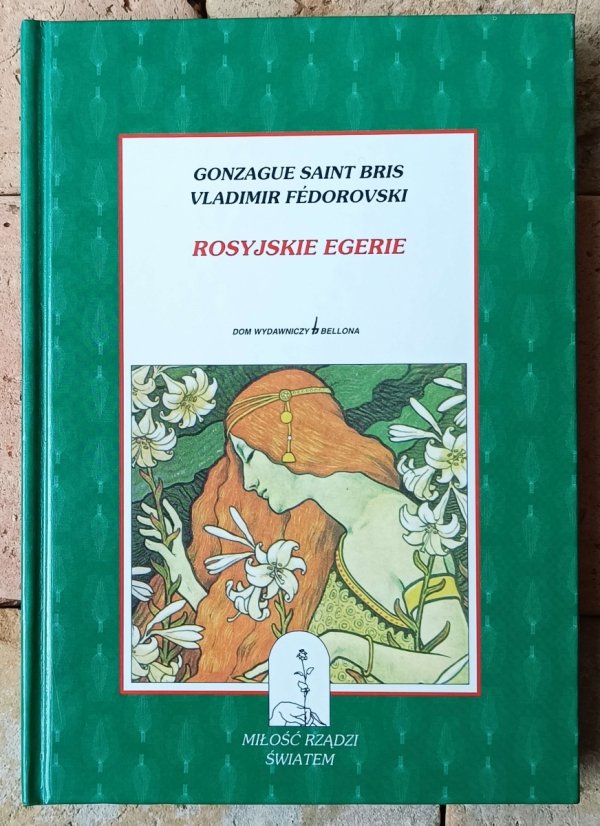 GONZAGUE SAINT BRIS
VLADIMIR FÉDOROVSKI
ROSYJSKIE EGERIE
DOM WYDAWNICZY BELLONA
MIŁOŚĆ RZĄDZI
ŚWIATEM